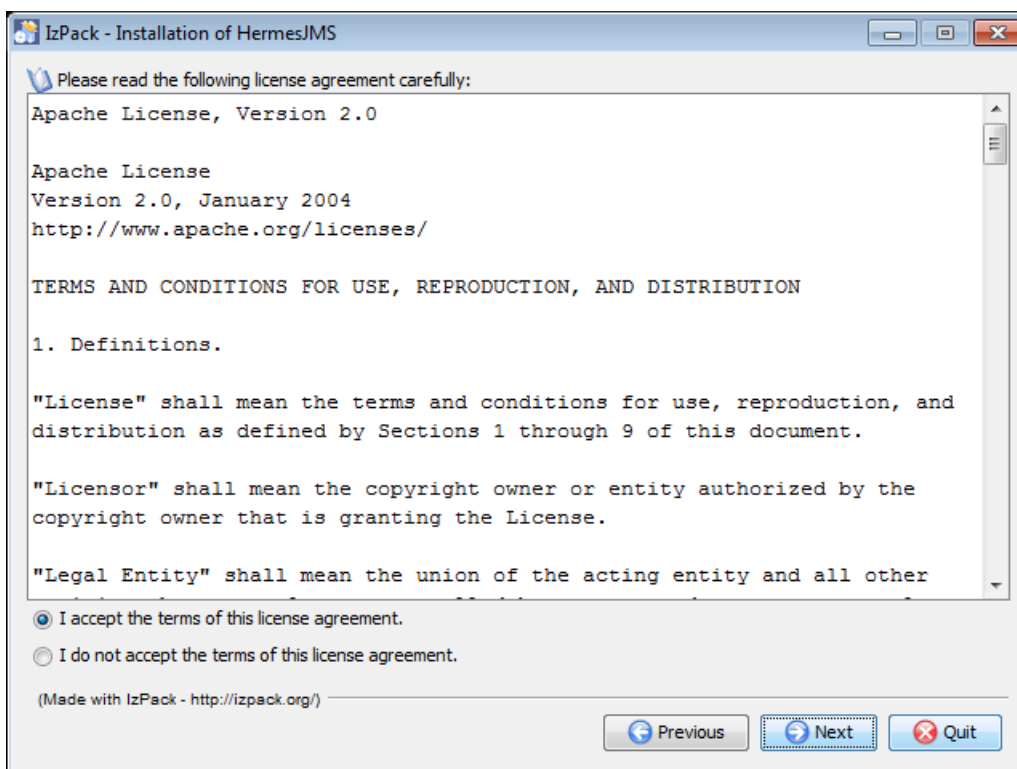 IzPack - Installation of HermesJMS
Please read the following license agreement carefully:
Apache License, Version 2.0
Apache License
Version 2.0, January 2004
http://www.apache.org/licenses/
TERMS AND CONDITIONS FOR USE, REPRODUCTION, AND DISTRIBUTION
1. Definitions.
"License" shall mean the terms and conditions for use, reproduction, and
distribution as defined by Sections 1 through 9 of this document.
"Licensor" shall mean the copyright owner or entity authorized by the
copyright owner that is granting the License.
"Legal Entity" shall mean the union of the acting entity and all other
I accept the terms of this license agreement.
I do not accept the terms of this license agreement.
(Made with IzPack - http://izpack.org/)
Previous Next Quit